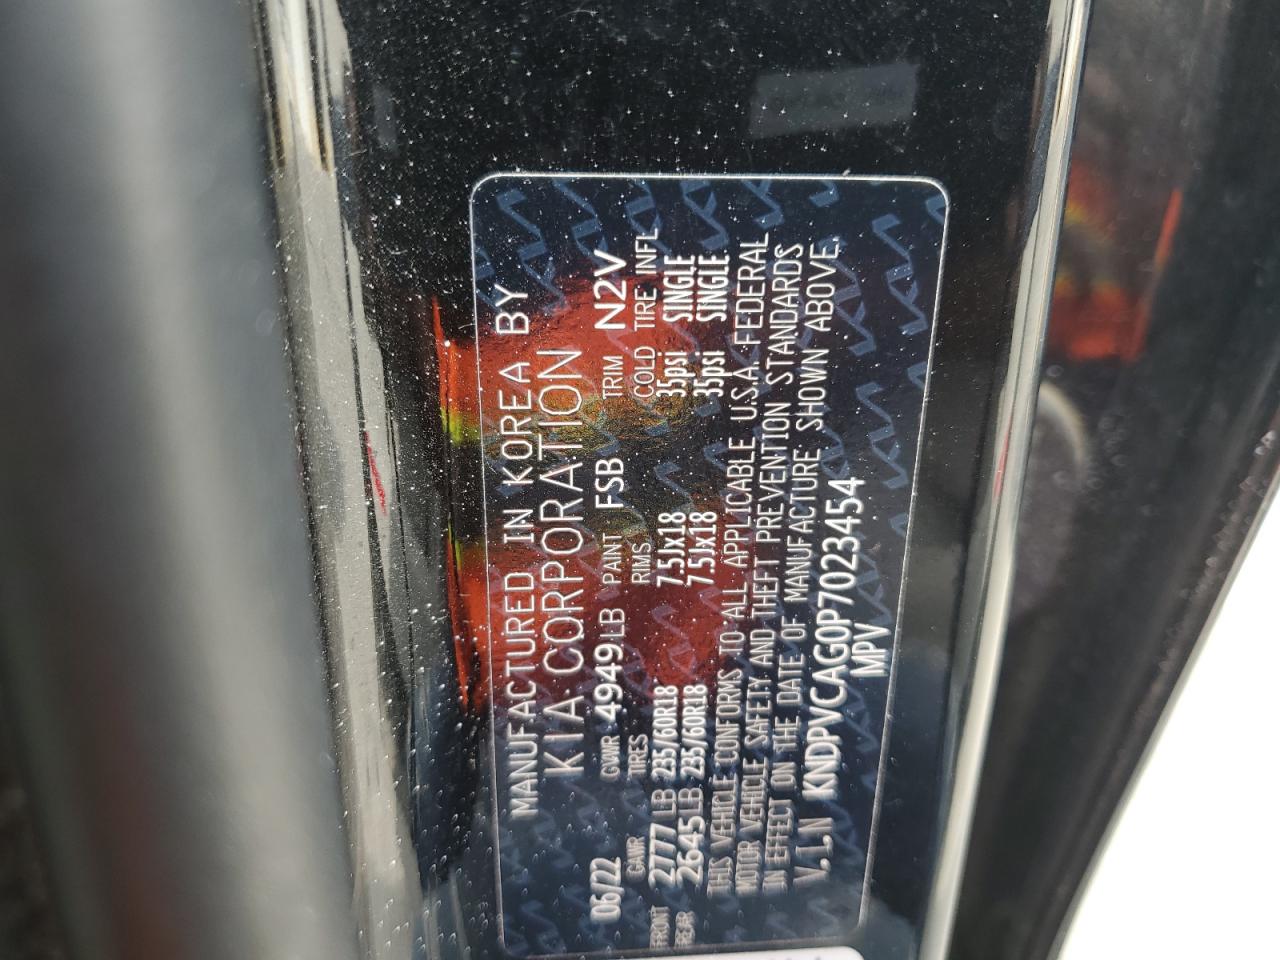 MANUFACTURED IN KOREA BY
KIA CORPORATION
06/22 GVWR 4949LB PAINT FSB TRIM N2V
GAWR TIRES RIMS COLD TIRE INFL
FRONT 2777 LB 235/60R18 7.5Jx18 35psi SINGLE
REAR 2645LB 235/60R18 7.5Jx18 35psi SINGLE
THIS VEHICLE CONFORMS TO ALL APPLICABLE U.S.A. FEDERAL
MOTOR VEHICLE SAFETY AND THEFT PREVENTION STANDARDS
IN EFFECT ON THE DATE OF MANUFACTURE SHOWN ABOVE.
V.I.N KNDPVCAG0P7023454
MPV